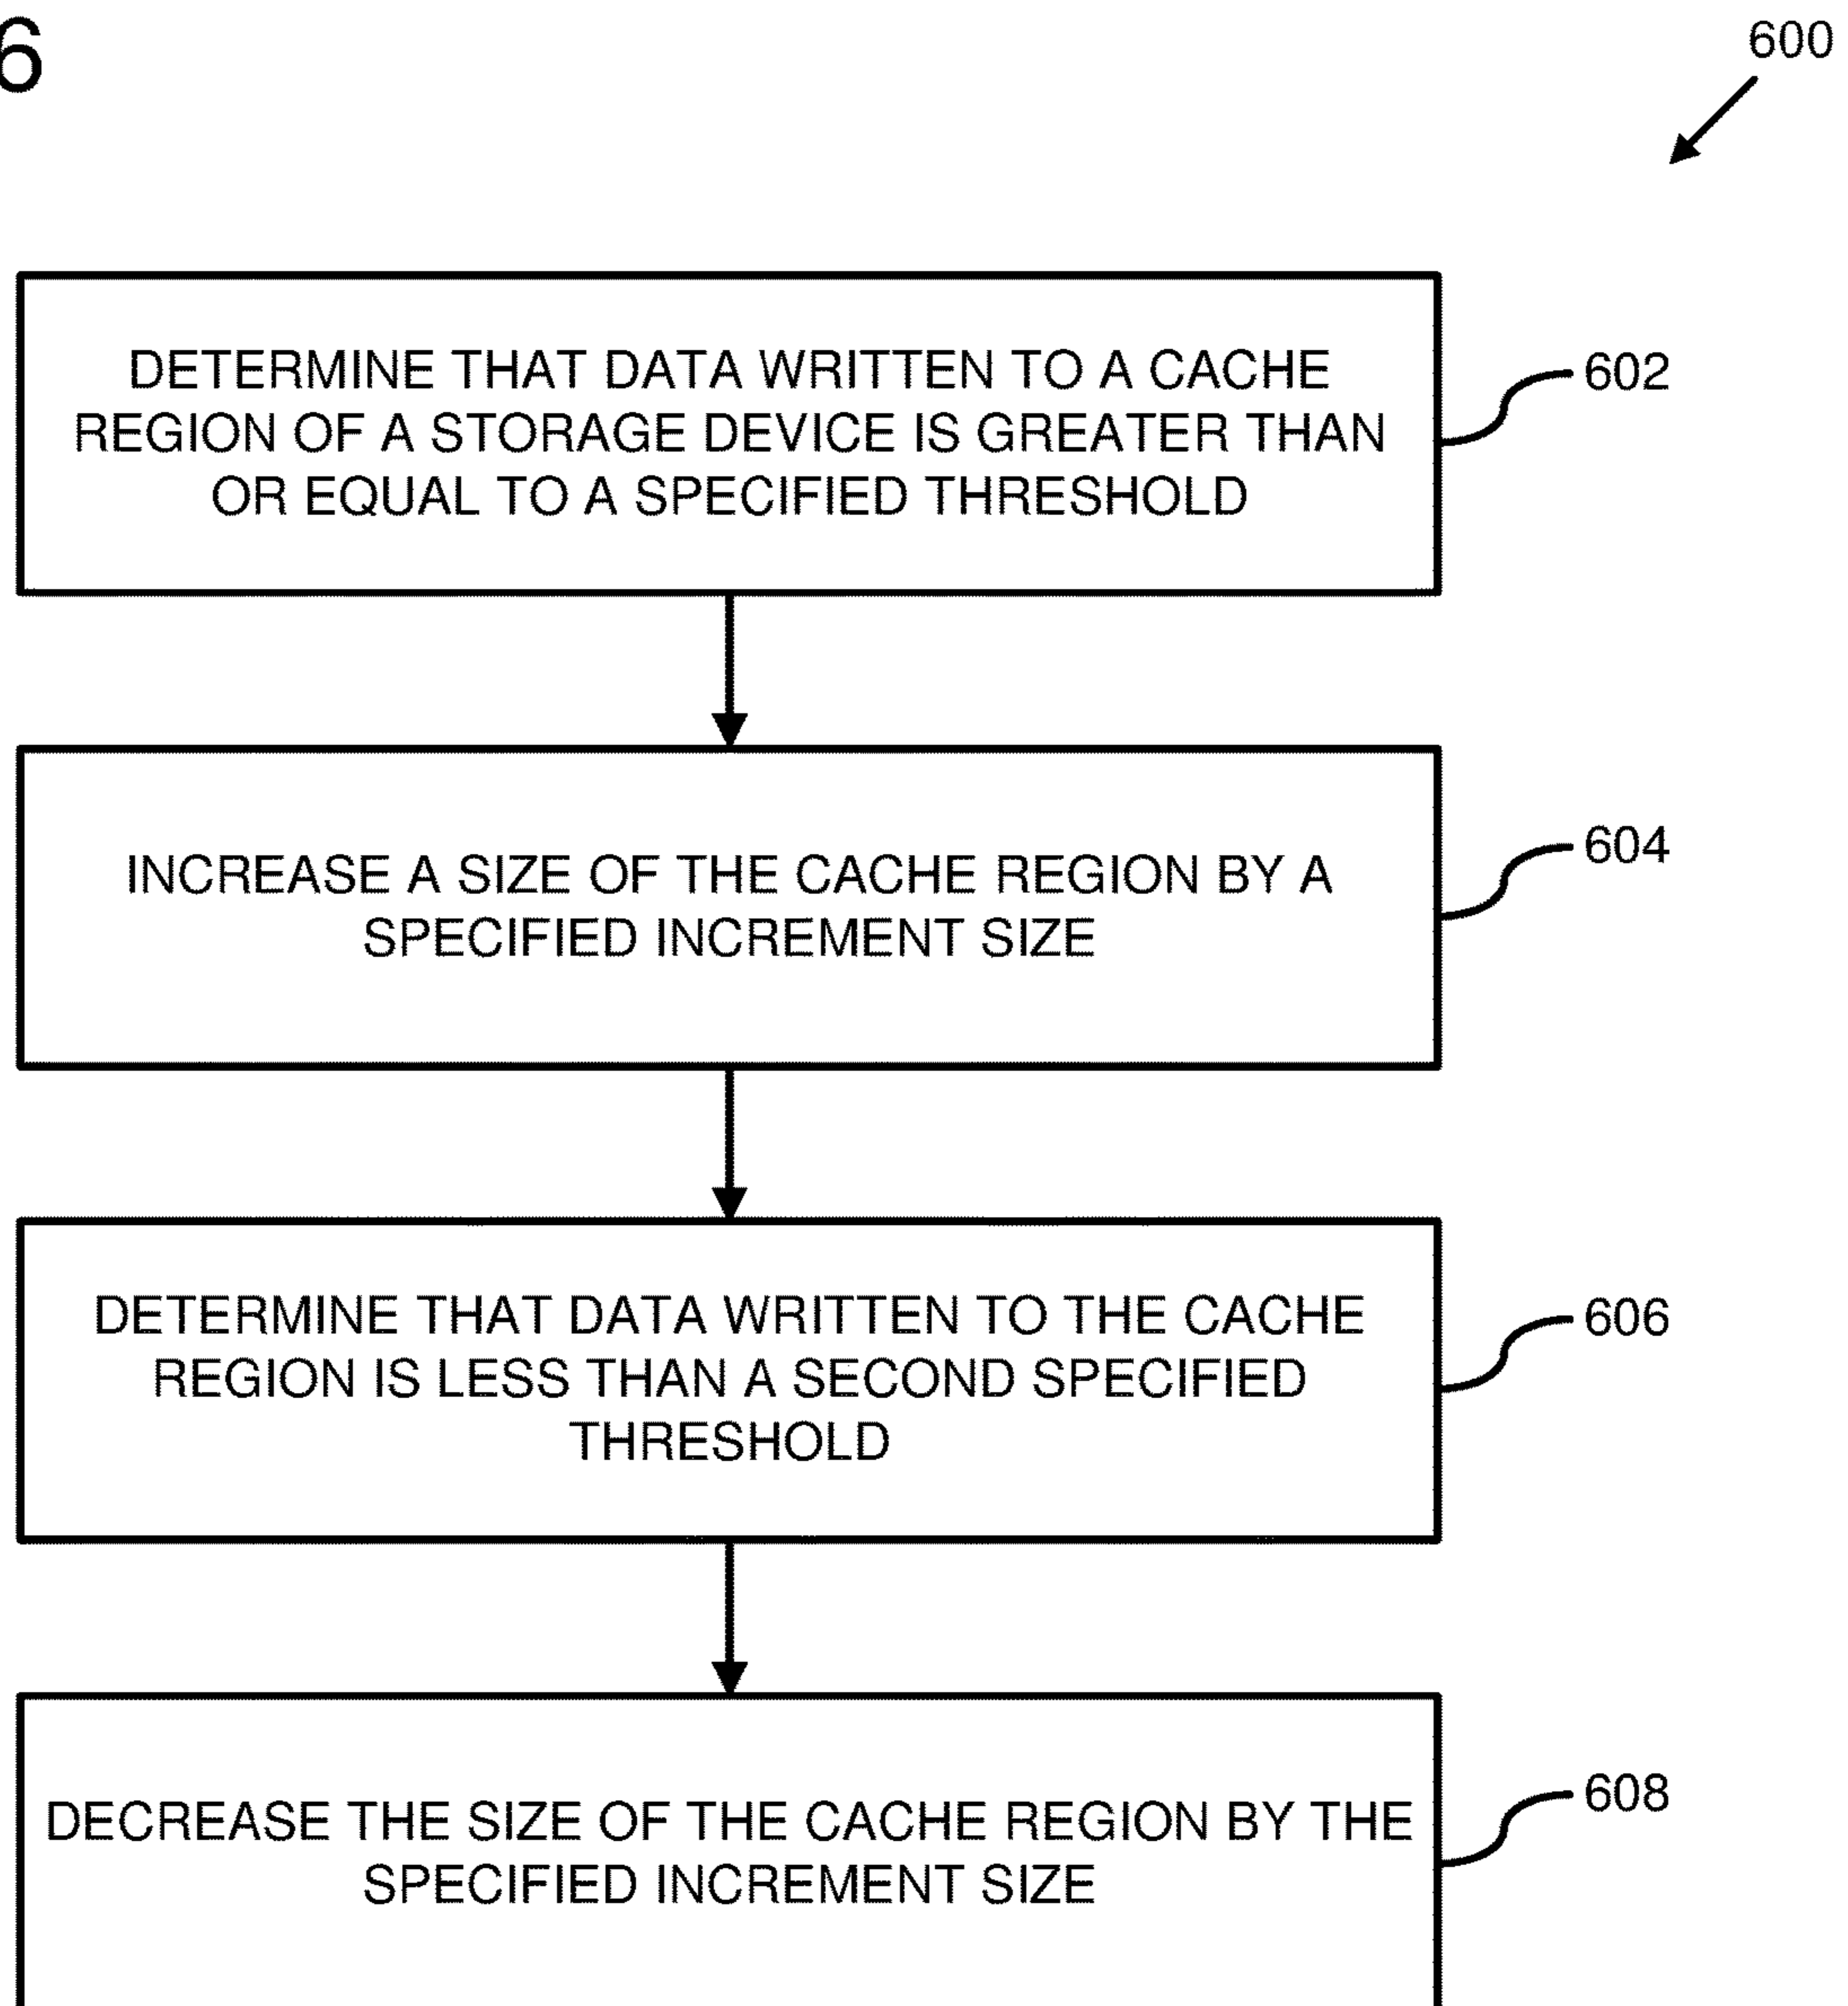 6
600
DETERMINE THAT DATA WRITTEN TO A CACHE
REGION OF A STORAGE DEVICE IS GREATER THAN
OR EQUAL TO A SPECIFIED THRESHOLD
602
INCREASE A SIZE OF THE CACHE REGION BY A
SPECIFIED INCREMENT SIZE
604
DETERMINE THAT DATA WRITTEN TO THE CACHE
REGION IS LESS THAN A SECOND SPECIFIED
THRESHOLD
606
DECREASE THE SIZE OF THE CACHE REGION BY THE
SPECIFIED INCREMENT SIZE
608